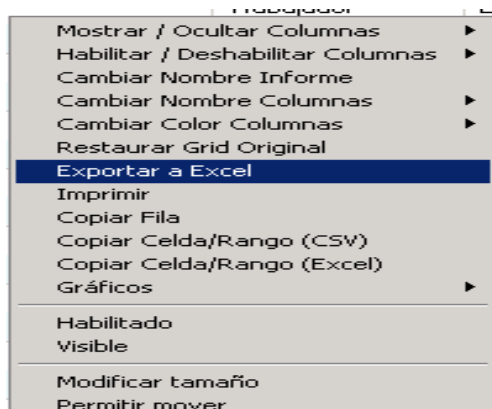 Trabajador
Mostrar / Ocultar Columnas
Habilitar / Deshabilitar Columnas
Cambiar Nombre Informe
Cambiar Nombre Columnas
Cambiar Color Columnas
Restaurar Grid Original
Exportar a Excel
Imprimir
Copiar Fila
Copiar Celda/Rango (CSV)
Copiar Celda/Rango (Excel)
Gráficos
Habilitado
Visible
Modificar tamaño
Permitir mover